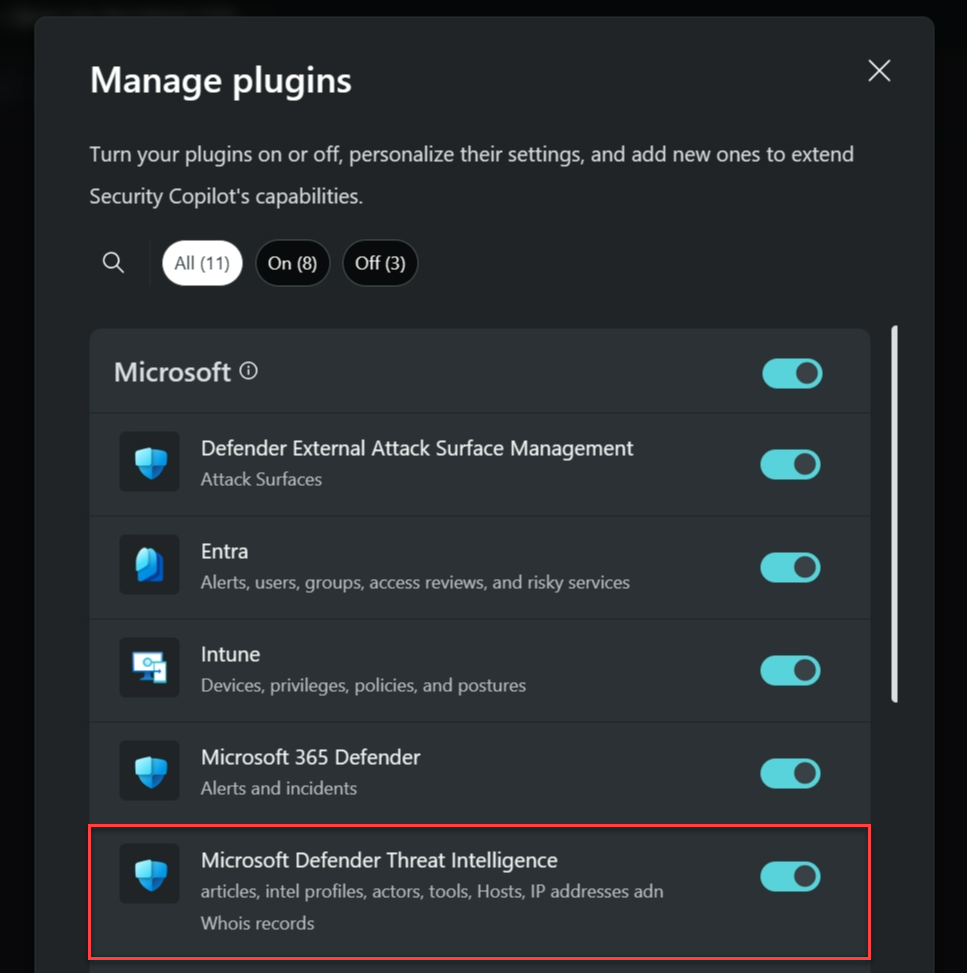 Manage plugins
Turn your plugins on or off, personalize their settings, and add new ones to extend
Security Copilot's capabilities.
All (11) On (8) Off (3)
Microsoft
Defender External Attack Surface Management
Attack Surfaces
Entra
Alerts, users, groups, access reviews, and risky services
Intune
Devices, privileges, policies, and postures
Microsoft 365 Defender
Alerts and incidents
Microsoft Defender Threat Intelligence
articles, intel profiles, actors, tools, Hosts, IP addresses adn
Whois records